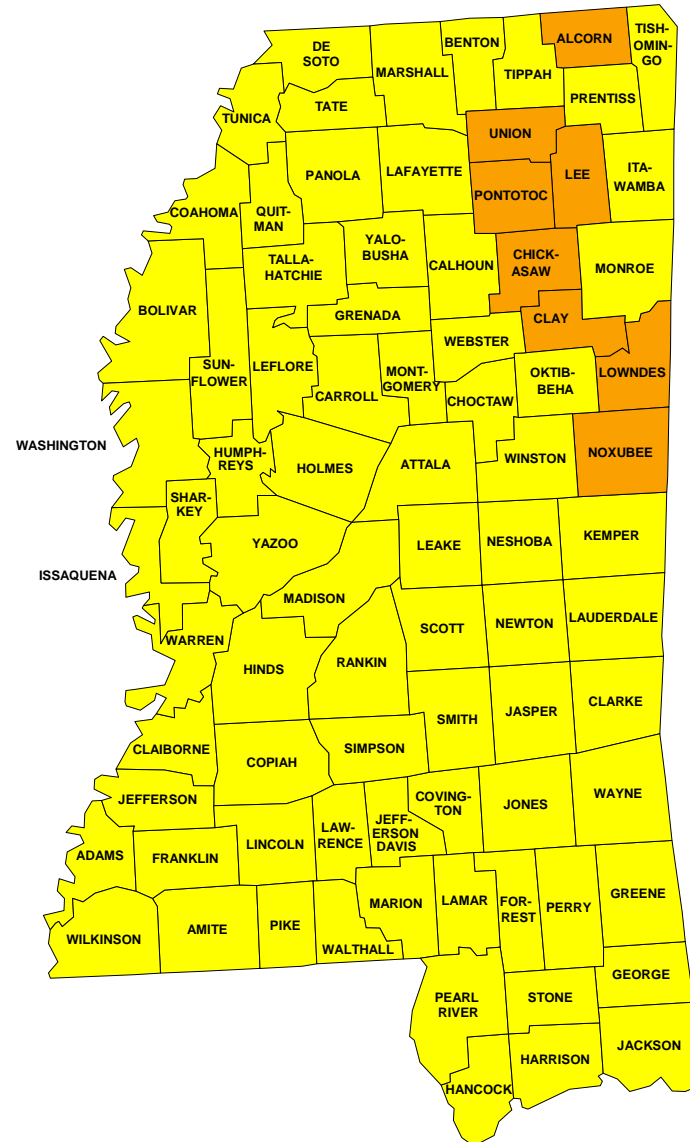 DE
SOTO
MARSHALL
BENTON
TIPPAH
ALCORN
TISH-
OMIN-
GO
PRENTISS
TUNICA
TATE
UNION
PANOLA
LAFAYETTE
PONTOTOC
LEE
ITA-
WAMBA
COAHOMA
QUIT-
MAN
YALO-
BUSHA
TALLA-
HATCHIE
CALHOUN
CHICK-
ASAW
MONROE
BOLIVAR
GRENADA
CLAY
WEBSTER
SUN-
FLOWER
LEFLORE
CARROLL
MONT-
GOMERY
CHOCTAW
OKTIB-
BEHA
LOWNDES
WASHINGTON
HUMPH-
REYS
HOLMES
ATTALA
WINSTON
NOXUBEE
SHAR-
KEY
YAZOO
LEAKE
NESHOBA
KEMPER
ISSAQUENA
MADISON
WARREN
HINDS
RANKIN
SCOTT
NEWTON
LAUDERDALE
CLAIBORNE
COPIAH
SIMPSON
SMITH
JASPER
CLARKE
JEFFERSON
COVING-
TON
JONES
WAYNE
ADAMS
FRANKLIN
LINCOLN
LAW-
RENCE
JEFF-
ERSON
DAVIS
WILKINSON
AMITE
PIKE
WALTHALL
MARION
LAMAR
FOR-
REST
PERRY
GREENE
PEARL
RIVER
STONE
GEORGE
HANCOCK
HARRISON
JACKSON